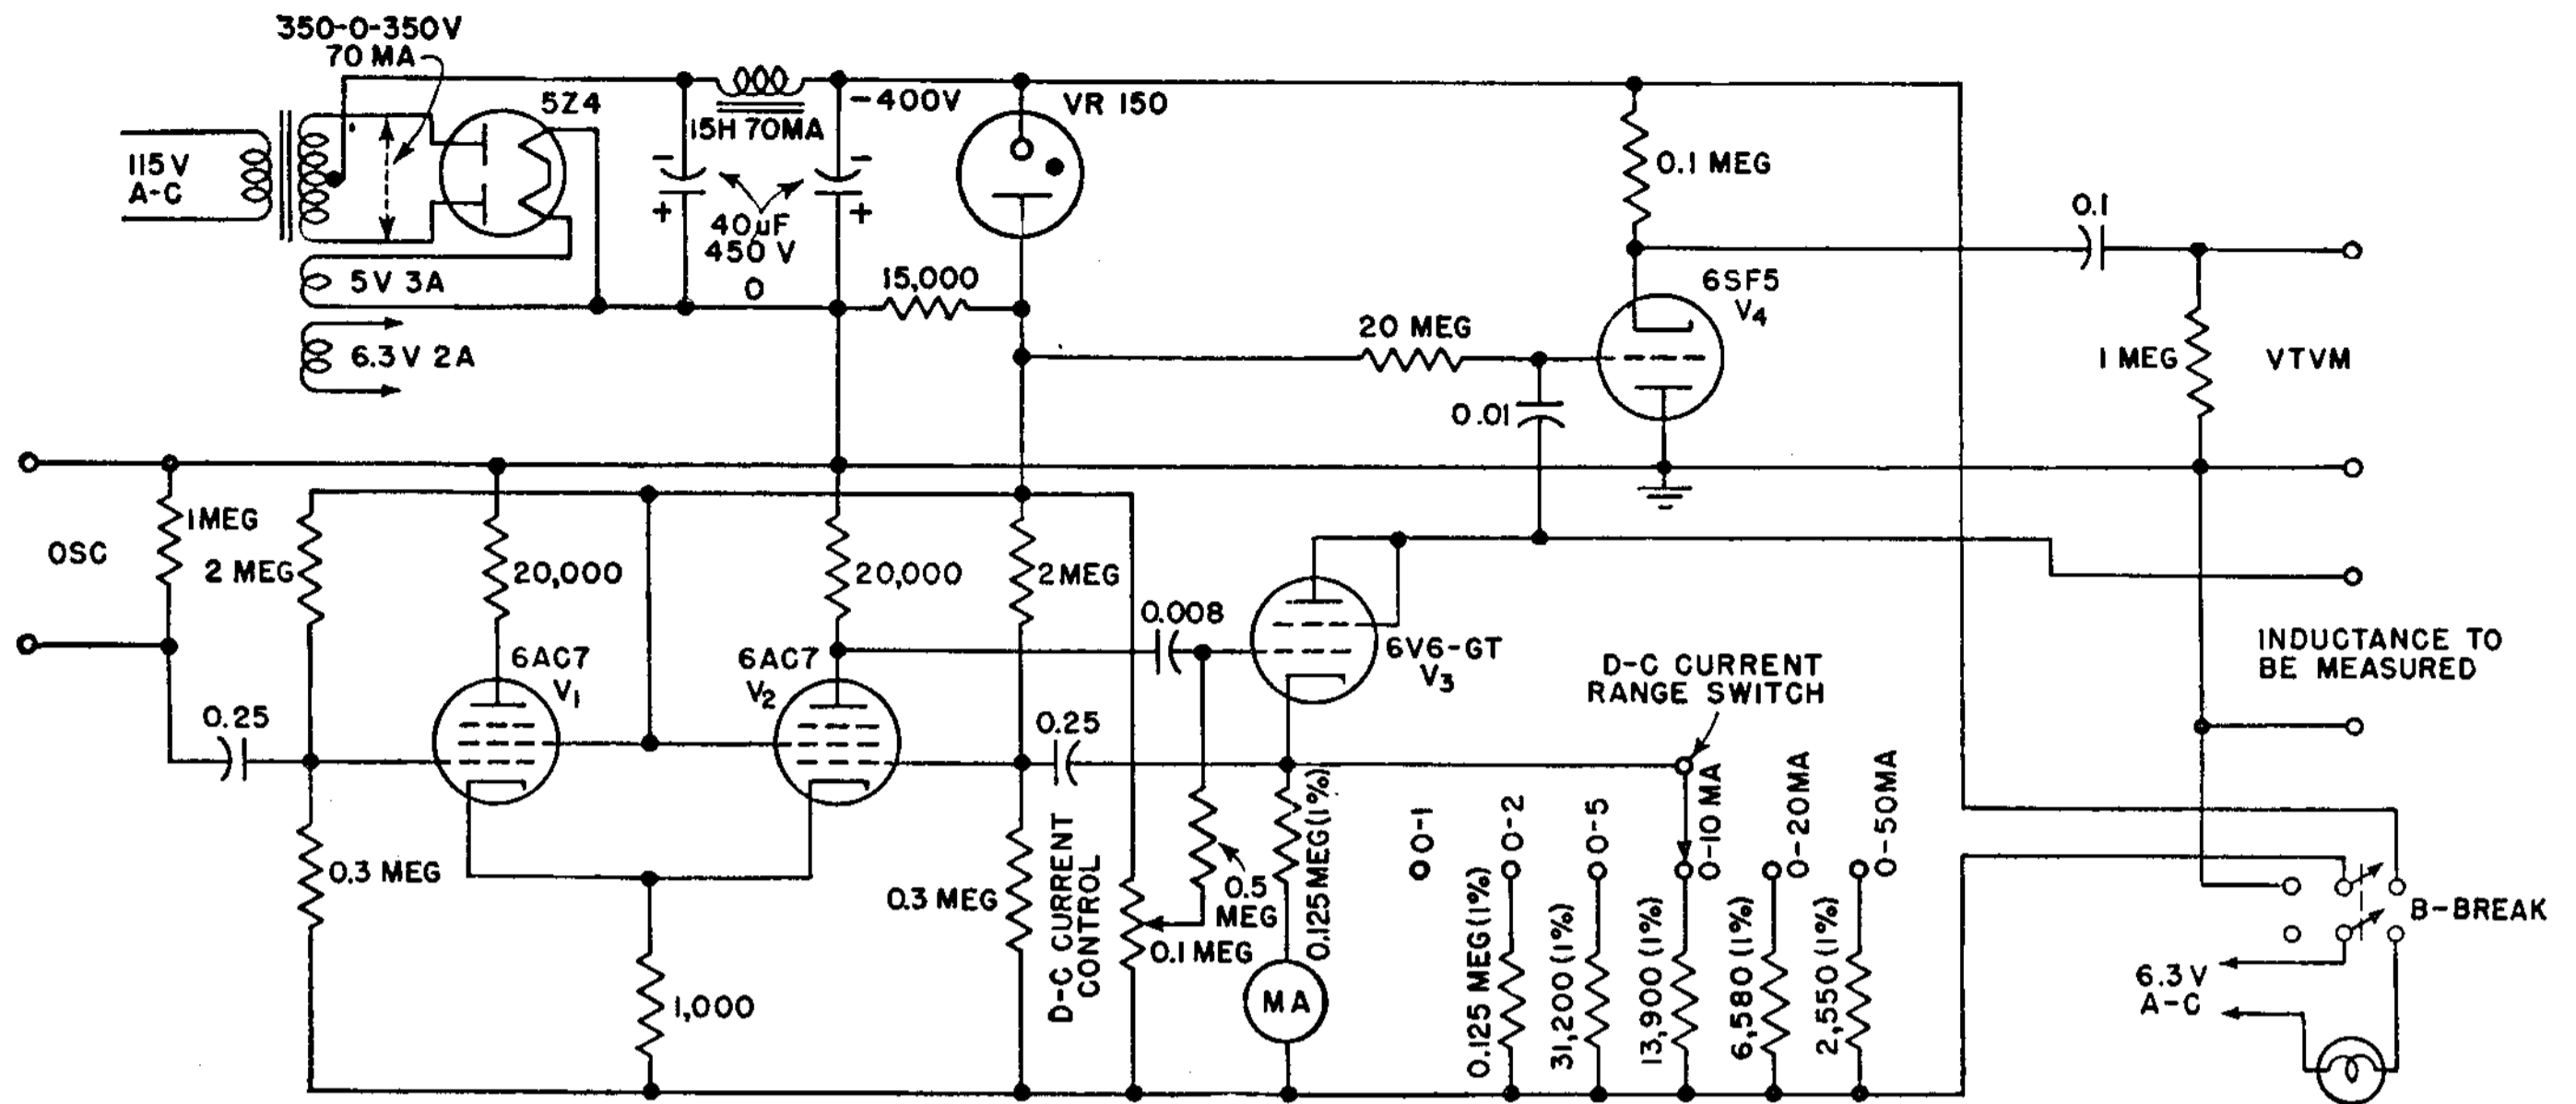 350-0-350V
70 MA
5Z4
-400V
VR 150
15H 70MA
115 V
A-C
0.1 MEG
-
-
+
+
40μF
450 V
0
0.1
5V 3A
15,000
6SF5
V4
20 MEG
6.3V 2A
1 MEG
VTVM
0.01
1MEG
OSC
2 MEG
20,000
20,000
2MEG
0.008
6AC7
V1
6AC7
V2
6V6-GT
V3
D-C CURRENT
RANGE SWITCH
INDUCTANCE TO
BE MEASURED
0.25
0.25
0.125MEG(1%)
0-1
0-2
0-5
0-10MA
0-20MA
0-50MA
0.3 MEG
0.3 MEG
D-C CURRENT
CONTROL
0.5
MEG
0.1 MEG
0.125 MEG(1%)
31,200(1%)
13,900(1%)
6,580(1%)
2,550(1%)
B-BREAK
1,000
MA
6.3V
A-C